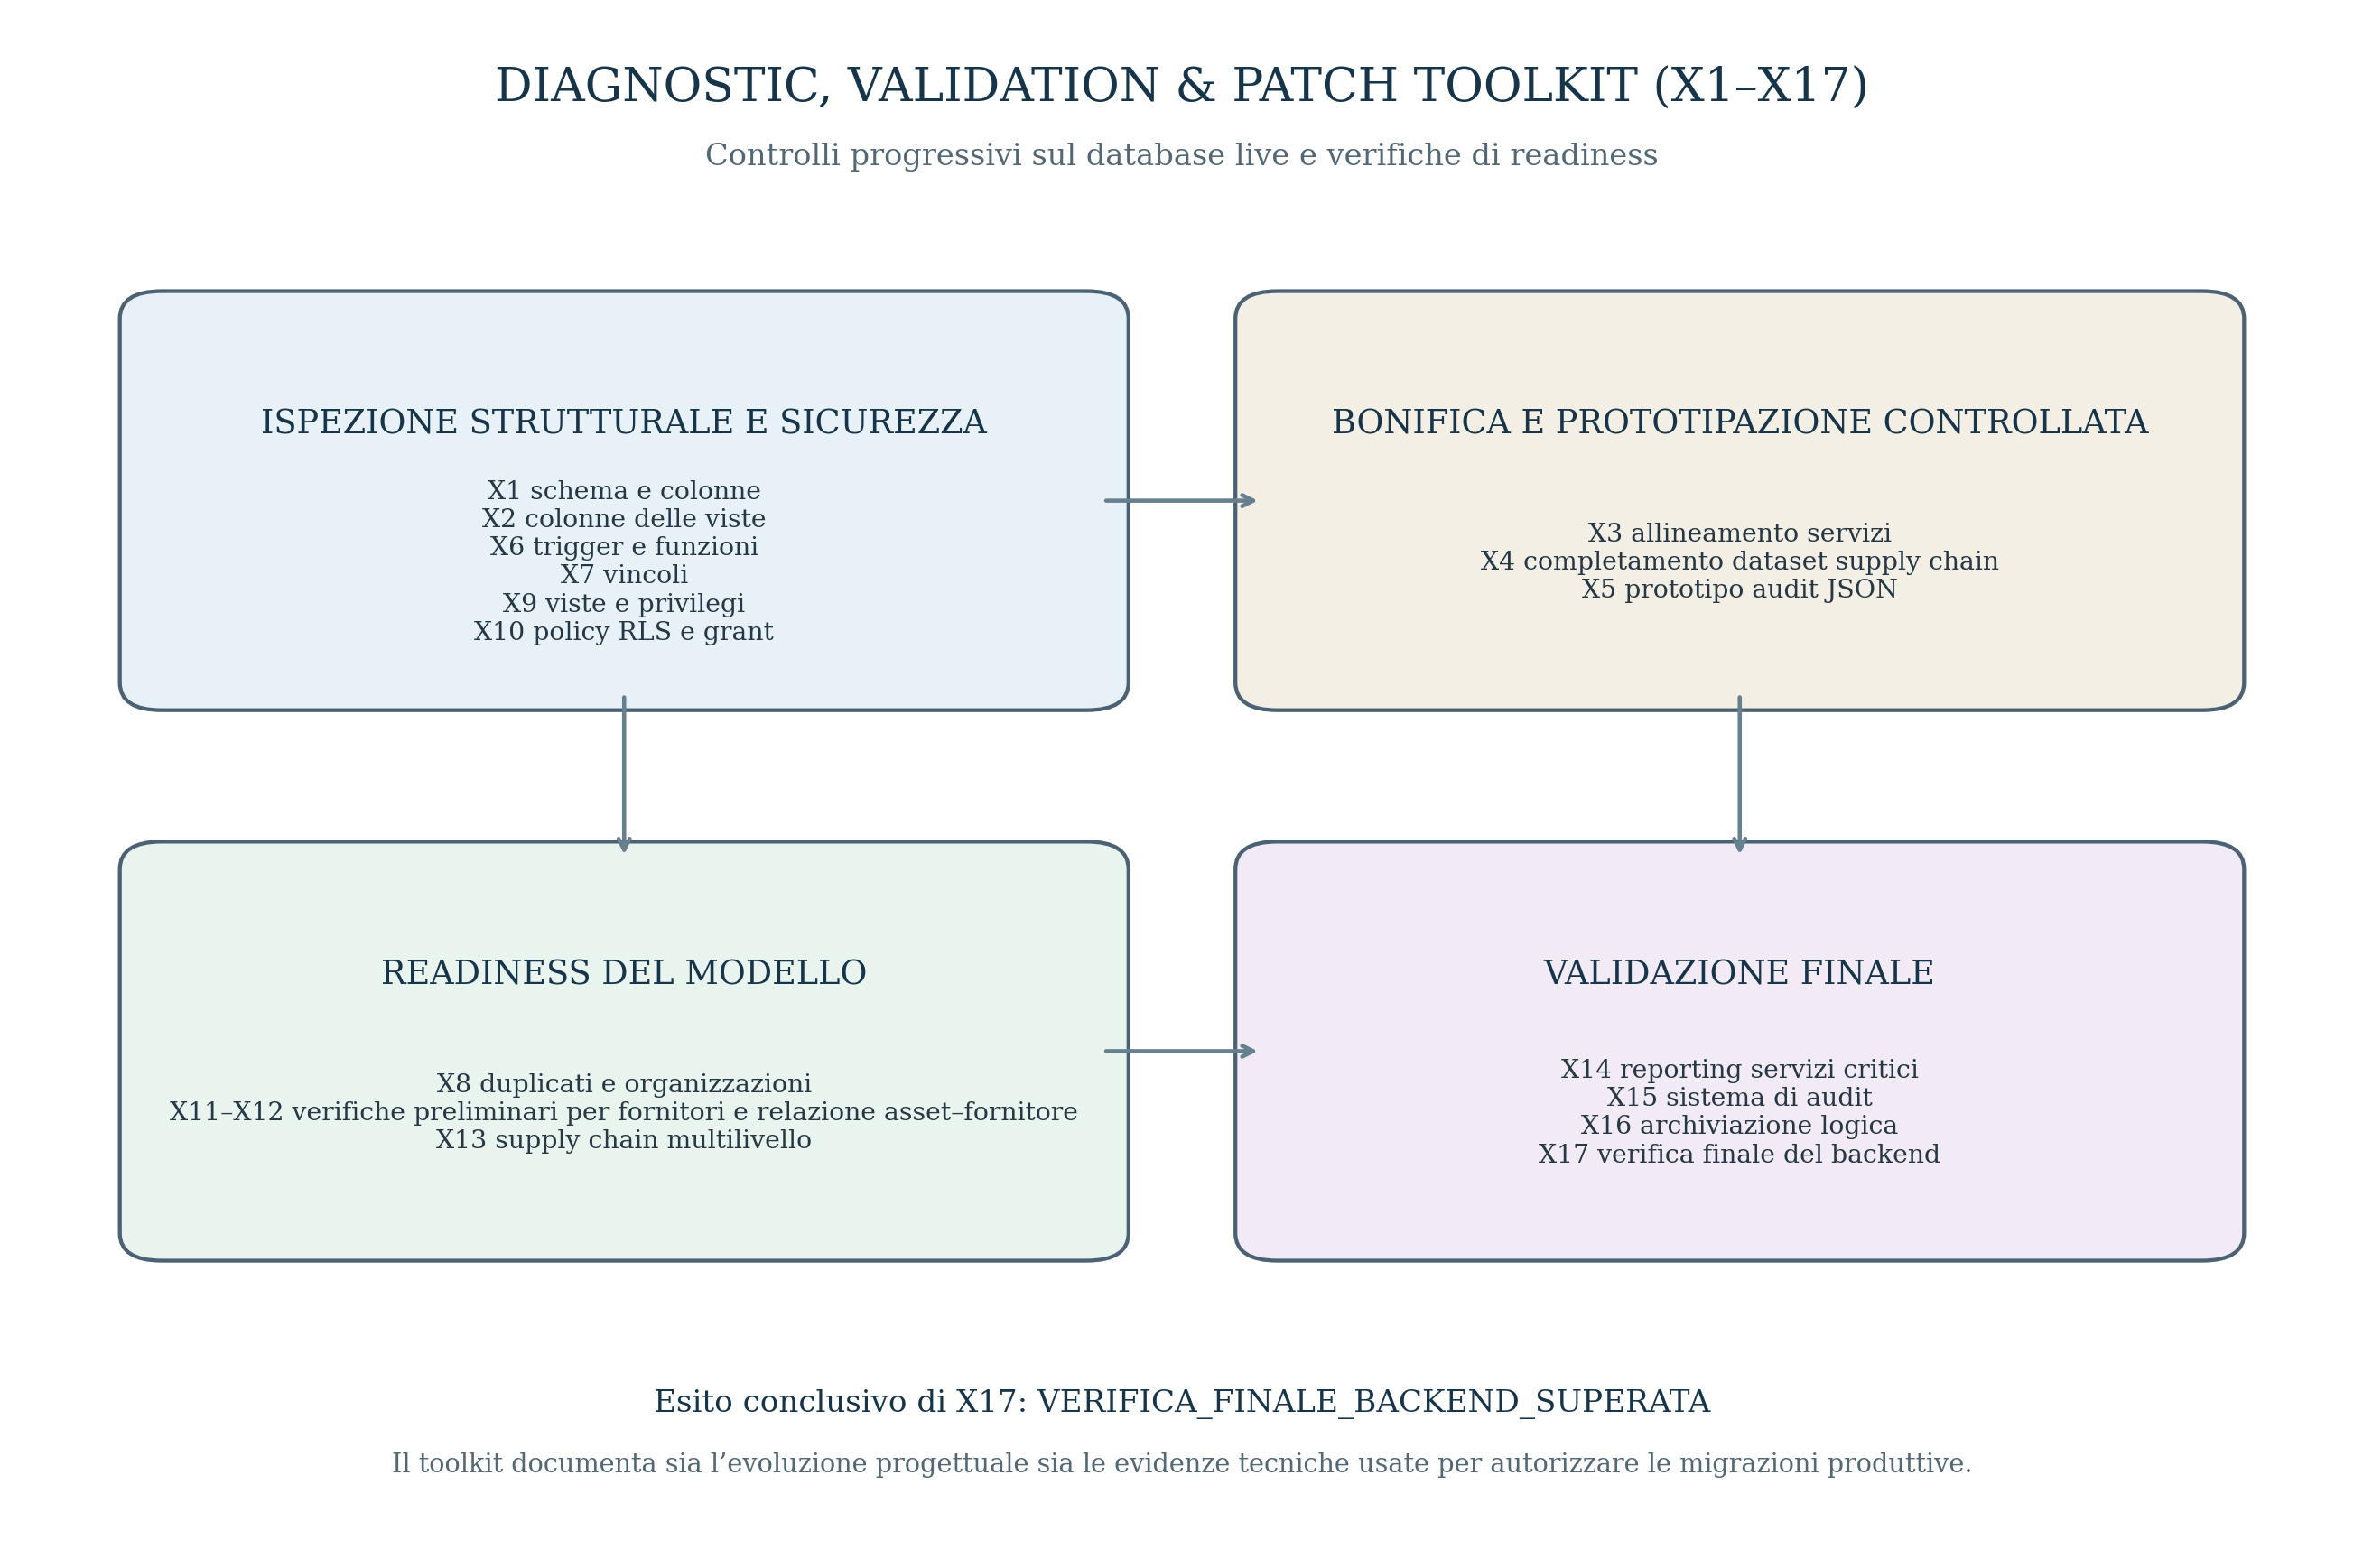 DIAGNOSTIC, VALIDATION & PATCH TOOLKIT (X1–X17)
Controlli progressivi sul database live e verifiche di readiness
ISPEZIONE STRUTTURALE E SICUREZZA
X1 schema e colonne
X2 colonne delle viste
X6 trigger e funzioni
X7 vincoli
X9 viste e privilegi
X10 policy RLS e grant
BONIFICA E PROTOTIPAZIONE CONTROLLATA
X3 allineamento servizi
X4 completamento dataset supply chain
X5 prototipo audit JSON
READINESS DEL MODELLO
X8 duplicati e organizzazioni
X11–X12 verifiche preliminari per fornitori e relazione asset–fornitore
X13 supply chain multilivello
VALIDAZIONE FINALE
X14 reporting servizi critici
X15 sistema di audit
X16 archiviazione logica
X17 verifica finale del backend
Esito conclusivo di X17: VERIFICA_FINALE_BACKEND_SUPERATA
Il toolkit documenta sia l’evoluzione progettuale sia le evidenze tecniche usate per autorizzare le migrazioni produttive.